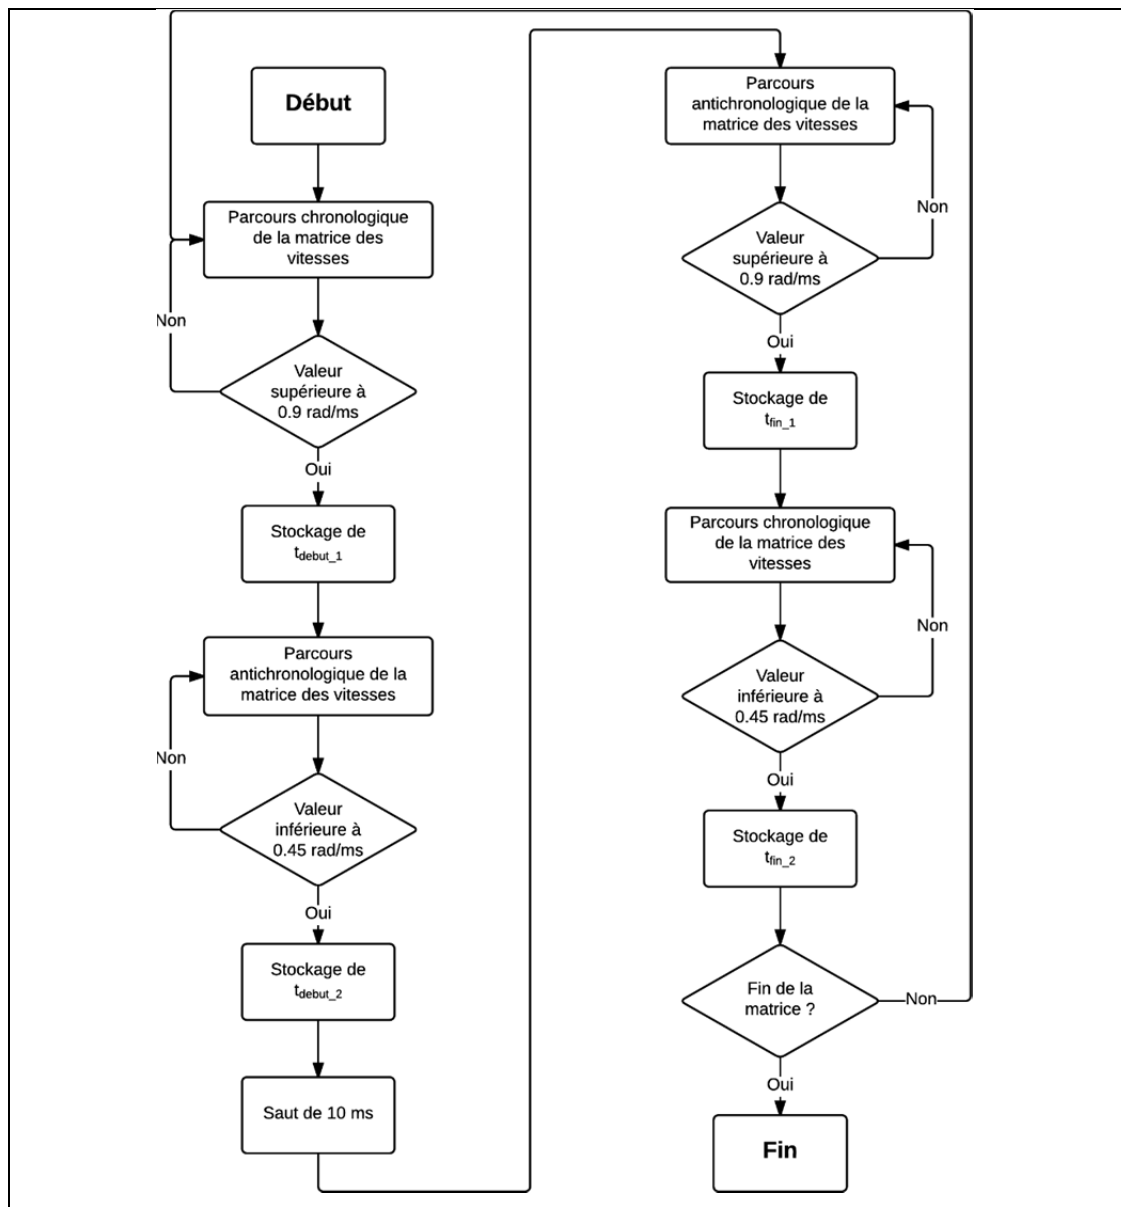 Début
Parcours chronologique
de la matrice des
vitesses
Non
Valeur
supérieure à
0.9 rad/ms
Oui
Stockage de
tdebut_1
Parcours
antichronologique de la
matrice des vitesses
Non
Valeur
inférieure à
0.45 rad/ms
Oui
Stockage de
tdebut_2
Saut de 10 ms
Parcours
antichronologique de la
matrice des vitesses
Non
Valeur
supérieure à
0.9 rad/ms
Oui
Stockage de
tfin_1
Parcours chronologique
de la matrice des
vitesses
Non
Valeur
inférieure à
0.45 rad/ms
Oui
Stockage de
tfin_2
Fin de la
matrice ?
Non
Oui
Fin